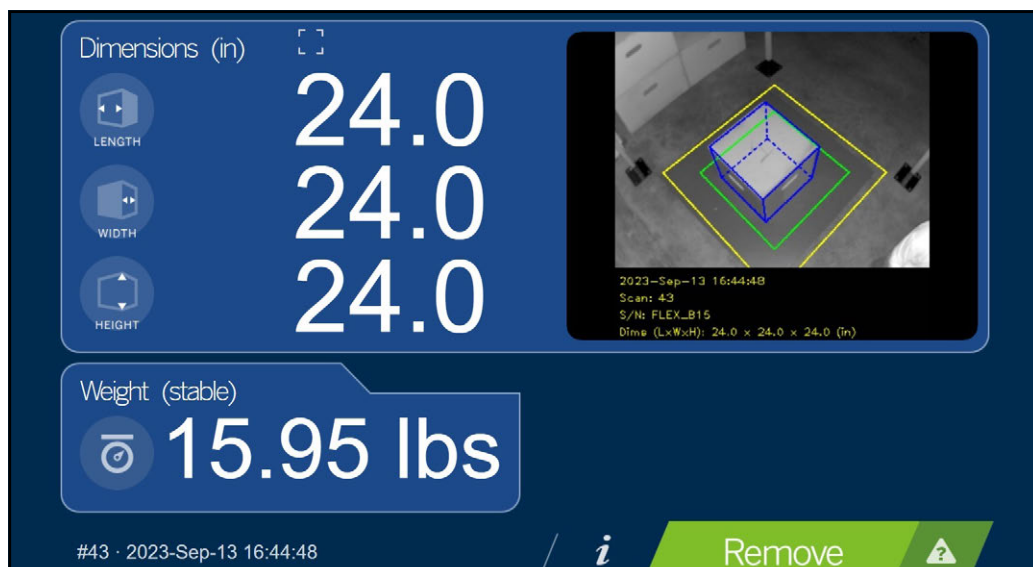 Dimensions (in)
LENGTH
24.0
WIDTH
24.0
HEIGHT
24.0
2023-Sep-13 16:44:48
Scan: 43
S/N: FLEX_B15
Dims (LxWxH): 24.0 x 24.0 x 24.0 (in)
Weight (stable)
15.95 lbs
#43 · 2023-Sep-13 16:44:48
i
Remove
?